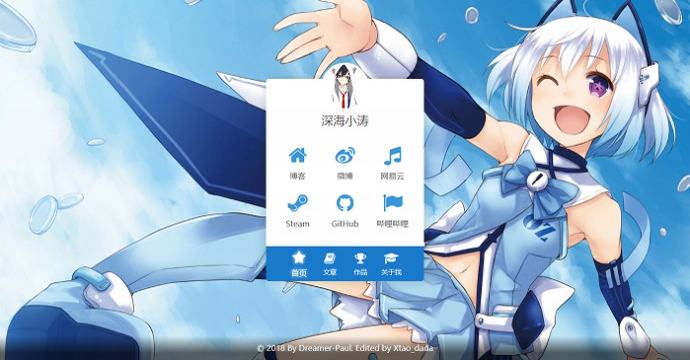 深海小涛
博客 微博 网易云
Steam GitHub 哔哩哔哩
首页 文章 作品 关于我
© 2018 By Dreamer-Paul. Edited by Xtao_dada